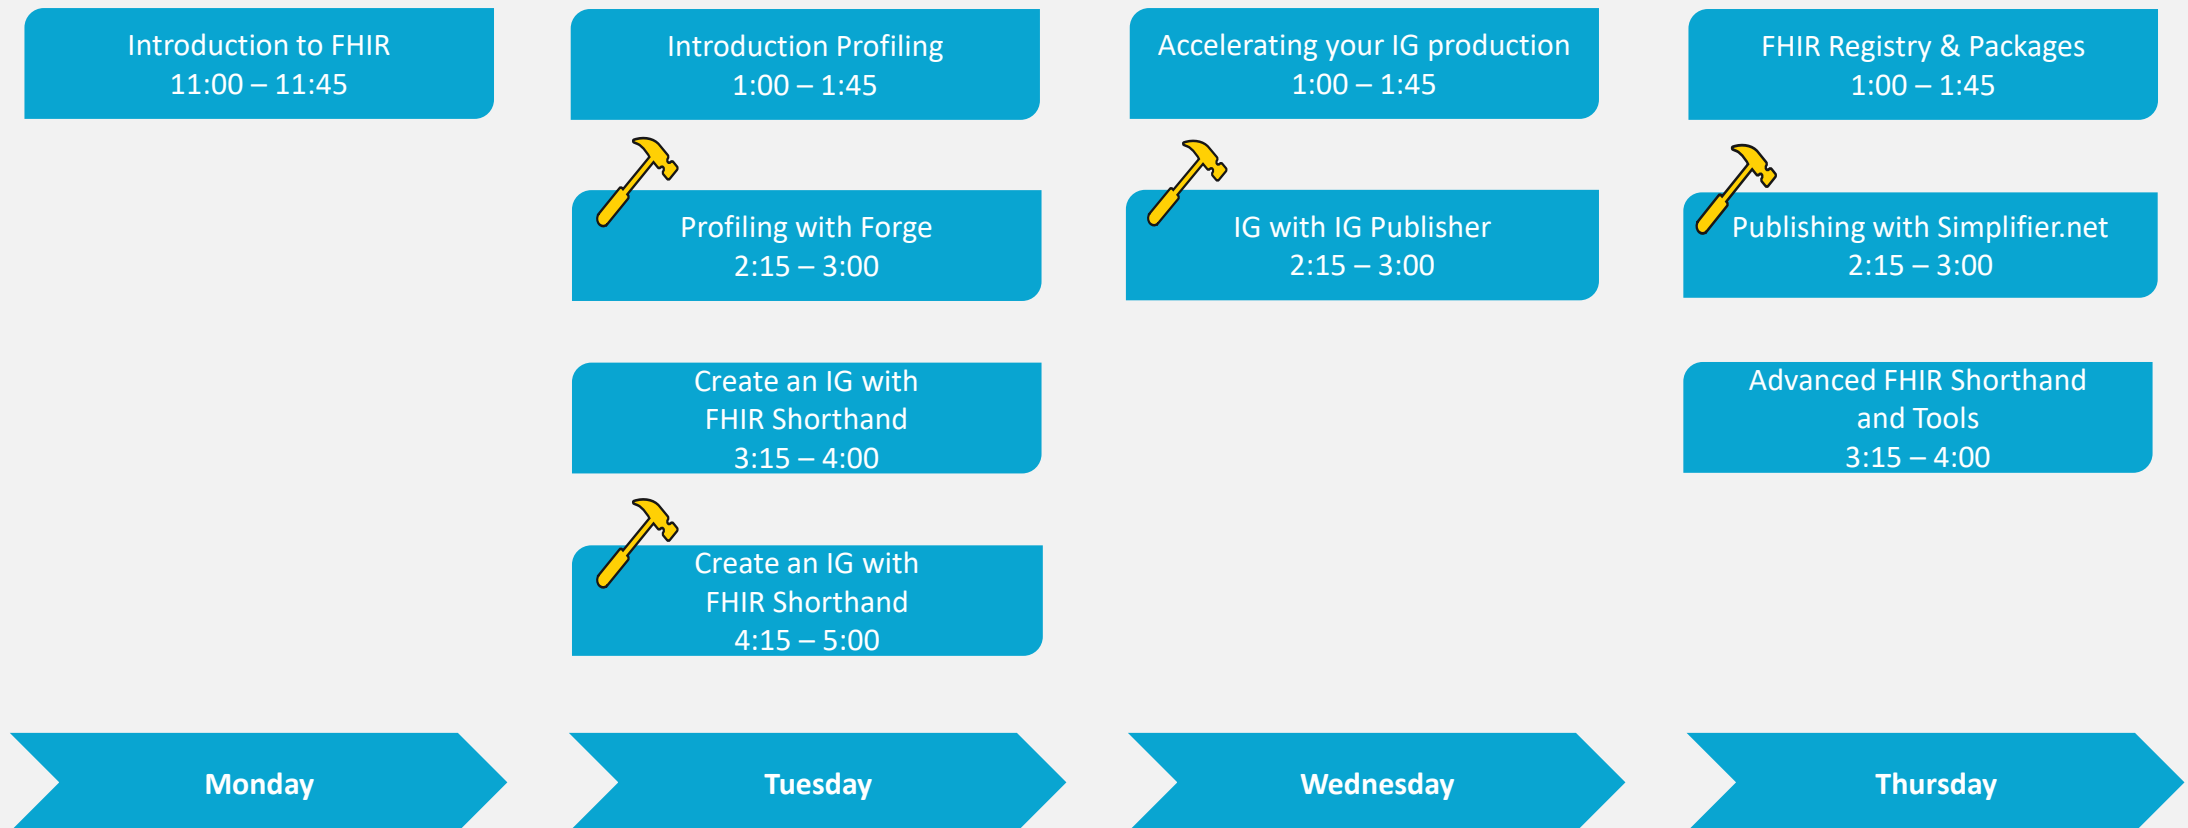 Introduction to FHIR
11:00 – 11:45
Introduction Profiling
1:00 – 1:45
Profiling with Forge
2:15 – 3:00
Create an IG with
FHIR Shorthand
3:15 – 4:00
Create an IG with
FHIR Shorthand
4:15 – 5:00
Accelerating your IG production
1:00 – 1:45
IG with IG Publisher
2:15 – 3:00
FHIR Registry & Packages
1:00 – 1:45
Publishing with Simplifier.net
2:15 – 3:00
Advanced FHIR Shorthand
and Tools
3:15 – 4:00
Monday
Tuesday
Wednesday
Thursday